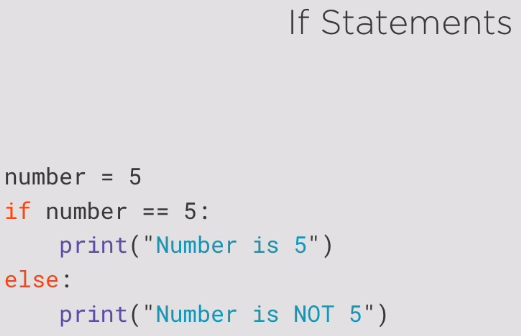 If Statements
number = 5
if number == 5:
    print("Number is 5")
else:
    print("Number is NOT 5")